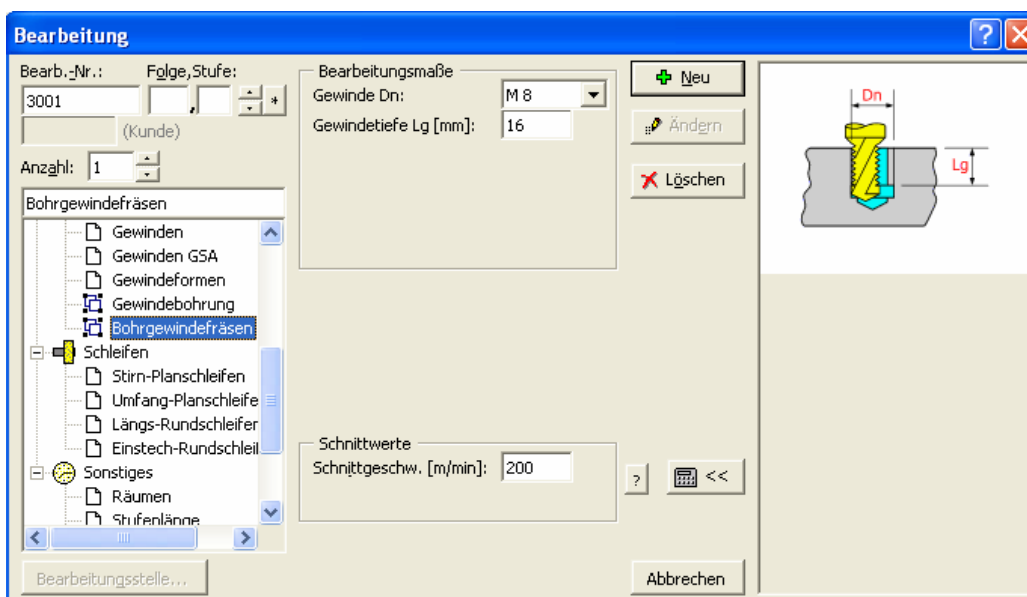 Bearbeitung
Bearb.-Nr.: Folge,Stufe:
3001 , *
(Kunde)
Anzahl: 1
Bohrgewindefräsen
Gewinden
Gewinden GSA
Gewindeformen
Gewindebohrung
Bohrgewindefräsen
Schleifen
Stirn-Planschleifen
Umfang-Planschleife
Längs-Rundschleifer
Einstech-Rundschleif
Sonstiges
Räumen
Stufenlänge
Bearbeitungsstelle...
Bearbeitungsmaße
Gewinde Dn: M 8
Gewindetiefe Lg [mm]: 16
Schnittwerte
Schnittgeschw. [m/min]: 200
? <<
Neu
Ändern
Löschen
Abbrechen
Dn
Lg